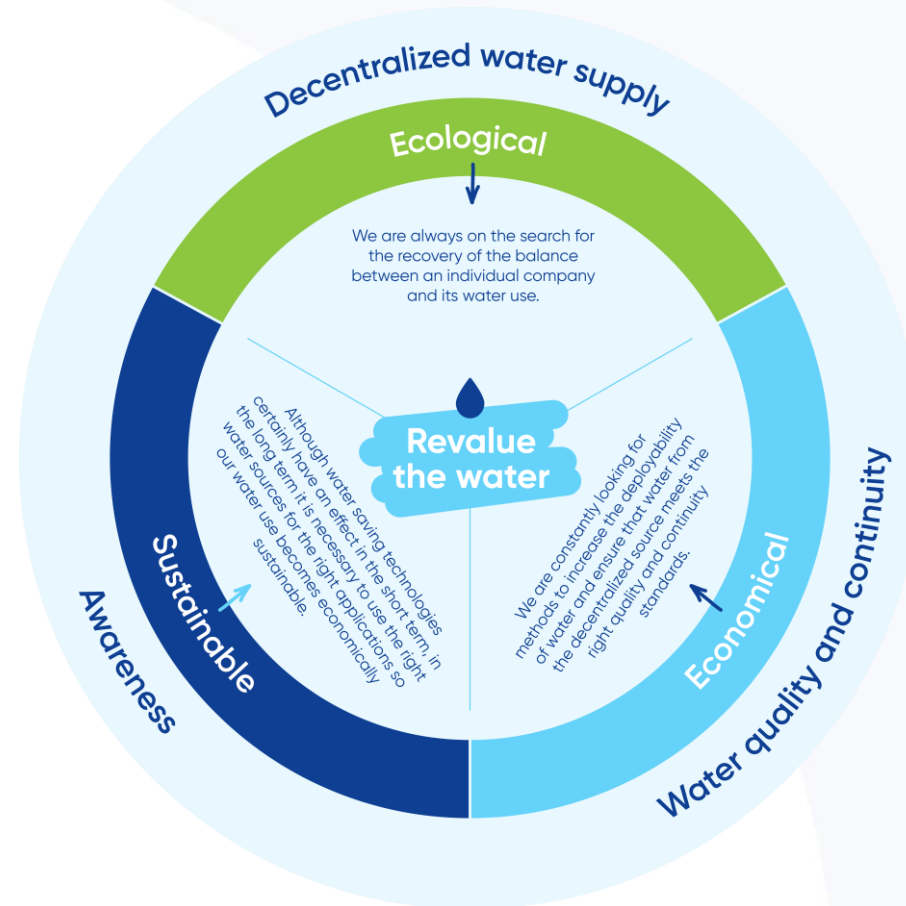 Decentralized water supply
Ecological
We are always on the search for
the recovery of the balance
between an individual company
and its water use.
Revalue
the water
Although water saving technologies
certainly have an effect in the short term, in
the long term it is necessary to use the right
water sources for the right applications so
our water use becomes economically
sustainable.
Sustainable
Awareness
We are constantly looking for
methods to increase the deployability
of water and ensure that water from
the decentralized source meets the
right quality and continuity
standards.
Economical
Water quality and continuity